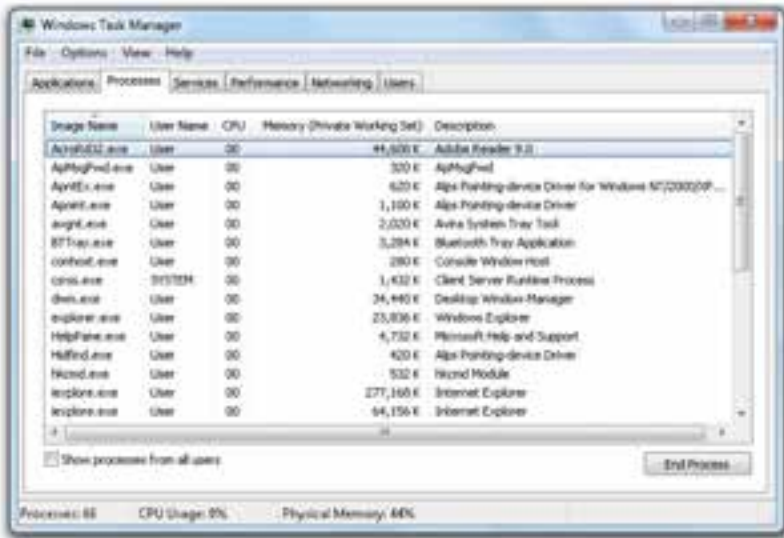 Windows Task Manager
File Options View Help
Applications Processes Services Performance Networking Users
Image Name User Name CPU Memory (Private Working Set) Description
AcroRd32.exe User 00 44,608 K Adobe Reader 9.0
ApMsgFwd.exe User 00 320 K ApMsgFwd
ApntEx.exe User 00 620 K Alps Pointing-device Driver for Windows NT/2000/XP...
Apoint.exe User 00 1,100 K Alps Pointing-device Driver
avgnt.exe User 00 2,020 K Avira System Tray Tool
BTTray.exe User 00 3,284 K Bluetooth Tray Application
conhost.exe User 00 280 K Console Window Host
csrss.exe SYSTEM 00 1,432 K Client Server Runtime Process
dwm.exe User 00 34,440 K Desktop Window Manager
explorer.exe User 00 23,836 K Windows Explorer
HelpPane.exe User 00 4,732 K Microsoft Help and Support
Hidfind.exe User 00 420 K Alps Pointing-device Driver
hkcmd.exe User 00 532 K hkcmd Module
iexplore.exe User 00 277,168 K Internet Explorer
iexplore.exe User 00 64,156 K Internet Explorer
Show processes from all users
End Process
Processes: 66 CPU Usage: 0% Physical Memory: 44%